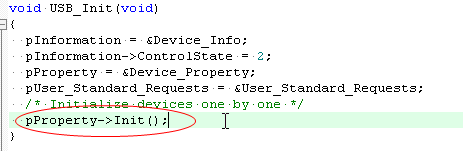 void USB_Init(void)
{
  pInformation = &Device_Info;
  pInformation->ControlState = 2;
  pProperty = &Device_Property;
  pUser_Standard_Requests = &User_Standard_Requests;
  /* Initialize devices one by one */
  pProperty->Init();
}